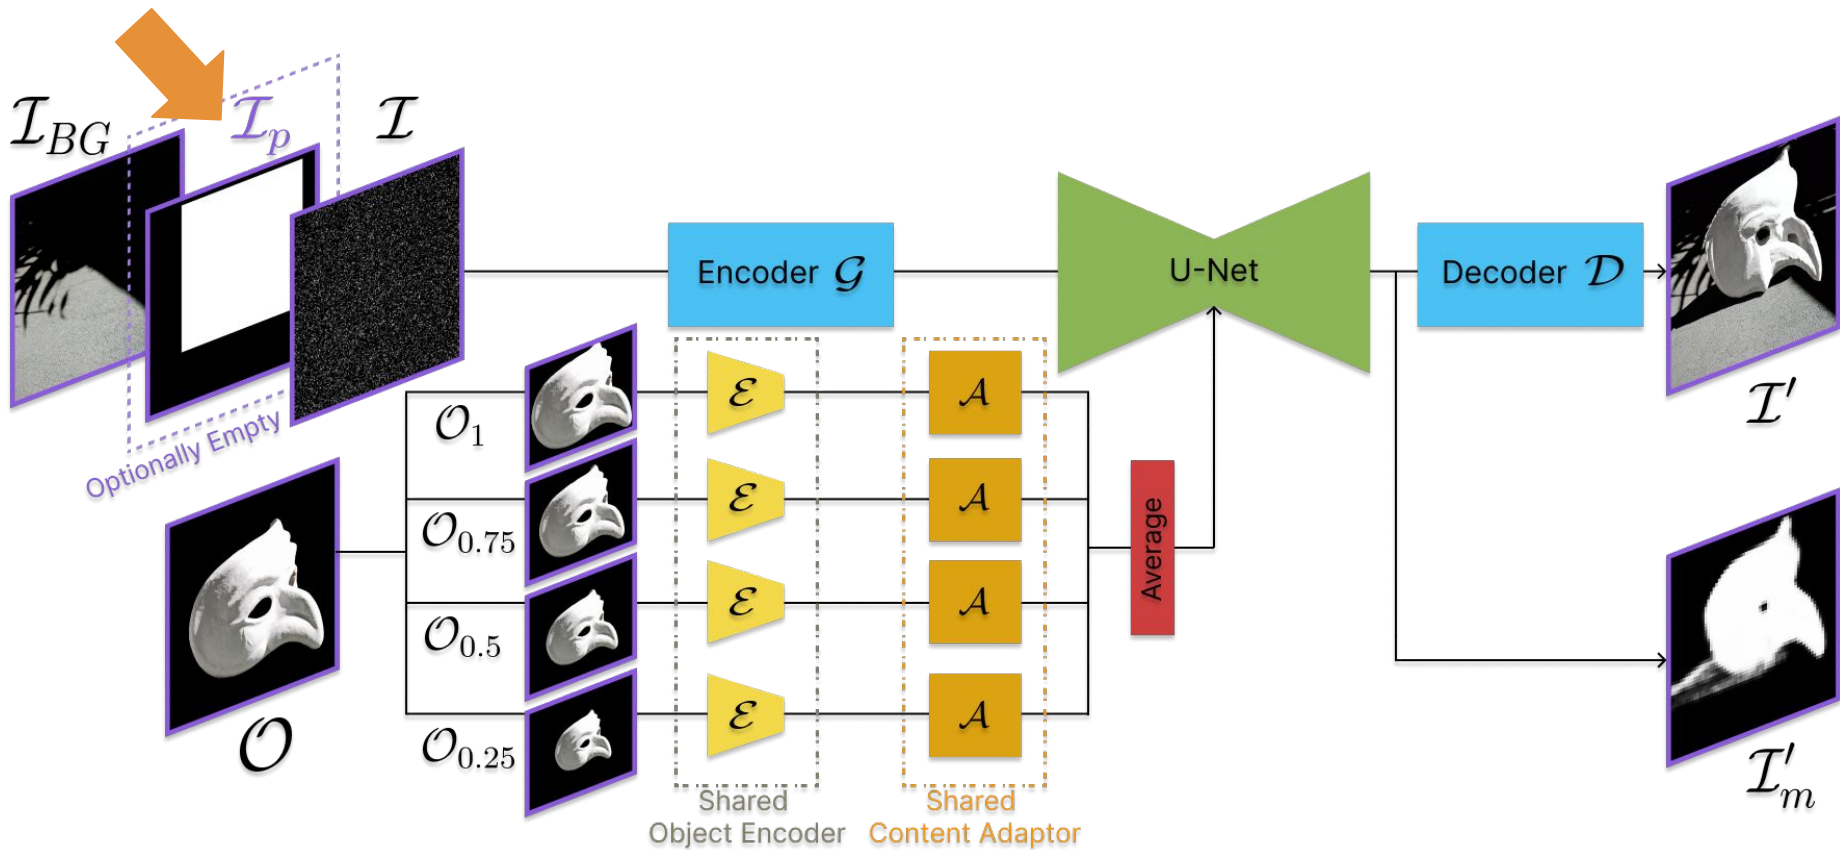 ℐ_BG
ℐ_p
ℐ
Optionally Empty
𝒪
𝒪_1
𝒪_0.75
𝒪_0.5
𝒪_0.25
Encoder 𝒢
ℰ
ℰ
ℰ
ℰ
Shared
Object Encoder
𝒜
𝒜
𝒜
𝒜
Shared
Content Adaptor
Average
U-Net
Decoder 𝒟
ℐ′
ℐ′_m